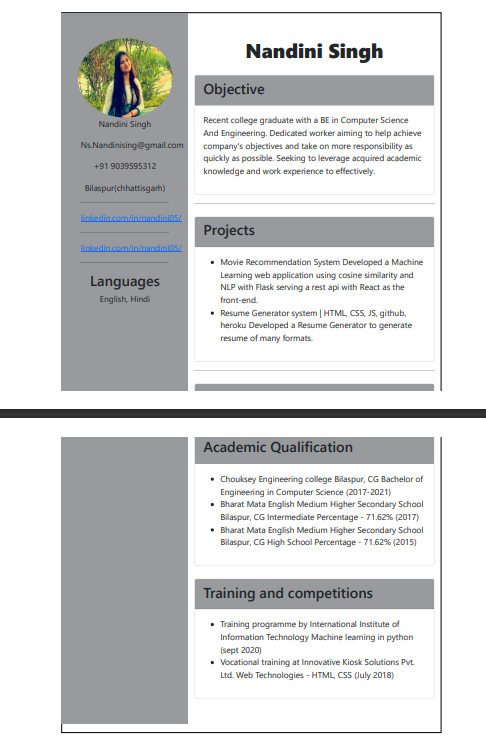 Nandini Singh
Ns.Nandinising@gmail.com
+91 9039595312
Bilaspur(chhattisgarh)
linkedin.com/in/nandini05/
linkedin.com/in/nandini05/
Languages
English, Hindi
Nandini Singh
Objective
Recent college graduate with a BE in Computer Science
And Engineering. Dedicated worker aiming to help achieve
company's objectives and take on more responsibility as
quickly as possible. Seeking to leverage acquired academic
knowledge and work experience to effectively.
Projects
• Movie Recommendation System Developed a Machine
Learning web application using cosine similarity and
NLP with Flask serving a rest api with React as the
front-end.
• Resume Generator system | HTML, CSS, JS, github,
heroku Developed a Resume Generator to generate
resume of many formats.
Academic Qualification
• Chouksey Engineering college Bilaspur, CG Bachelor of
Engineering in Computer Science (2017-2021)
• Bharat Mata English Medium Higher Secondary School
Bilaspur, CG Intermediate Percentage - 71.62% (2017)
• Bharat Mata English Medium Higher Secondary School
Bilaspur, CG High School Percentage - 71.62% (2015)
Training and competitions
• Training programme by International Institute of
Information Technology Machine learning in python
(sept 2020)
• Vocational training at Innovative Kiosk Solutions Pvt.
Ltd. Web Technologies - HTML, CSS (July 2018)